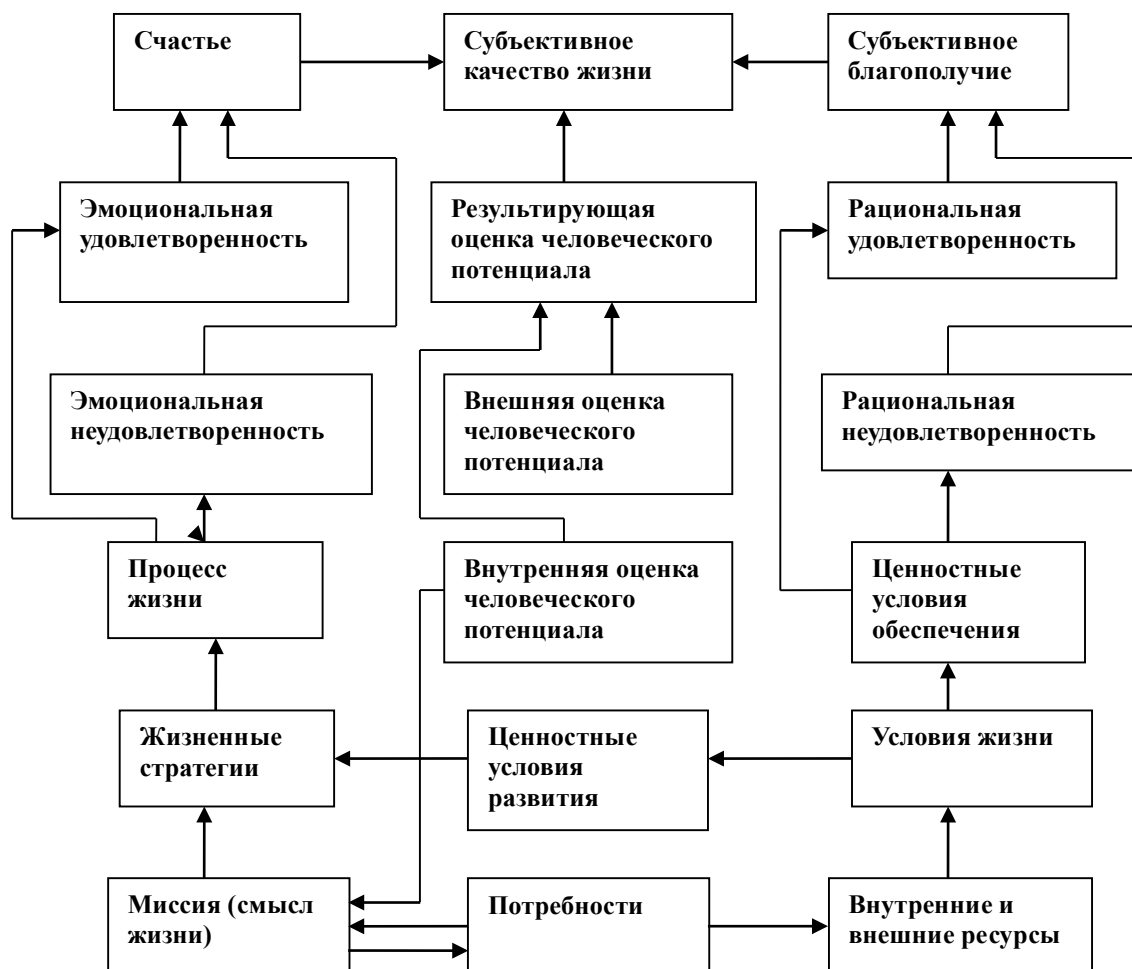 Счастье
Субъективное
качество жизни
Субъективное
благополучие
Эмоциональная
удовлетворенность
Результирующая
оценка человеческого
потенциала
Рациональная
удовлетворенность
Эмоциональная
неудовлетворенность
Внешняя оценка
человеческого
потенциала
Рациональная
неудовлетворенность
Процесс
жизни
Внутренняя оценка
человеческого
потенциала
Ценностные
условия
обеспечения
Жизненные
стратегии
Ценностные
условия
развития
Условия жизни
Миссия (смысл
жизни)
Потребности
Внутренние и
внешние ресурсы